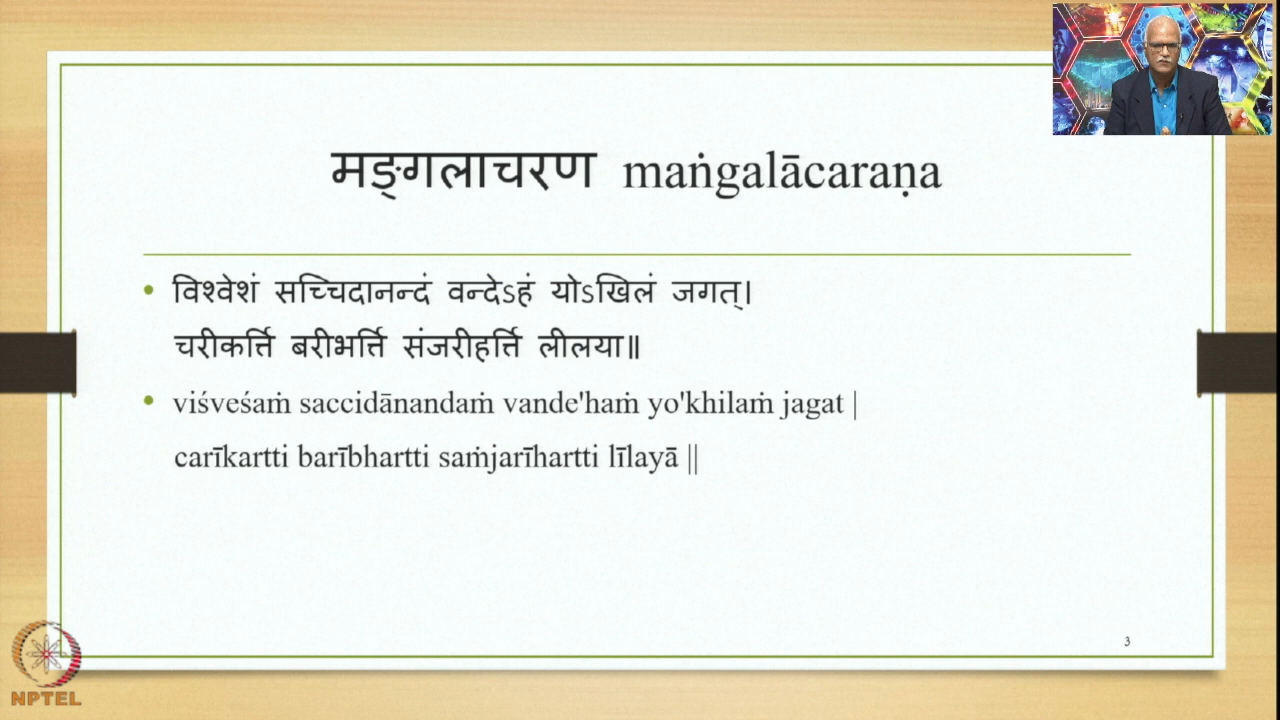 मङ्गलाचरण maṅgalācaraṇa
• विश्वेशं सच्चिदानन्दं वन्देऽहं योऽखिलं जगत्।
चरीकर्त्ति बरीभर्त्ति संजरीहर्त्ति लीलया॥
• viśveśaṁ saccidānandaṁ vande'haṁ yo'khilaṁ jagat |
carīkartti barībhartti saṁjarīhartti līlayā ||
3
NPTEL